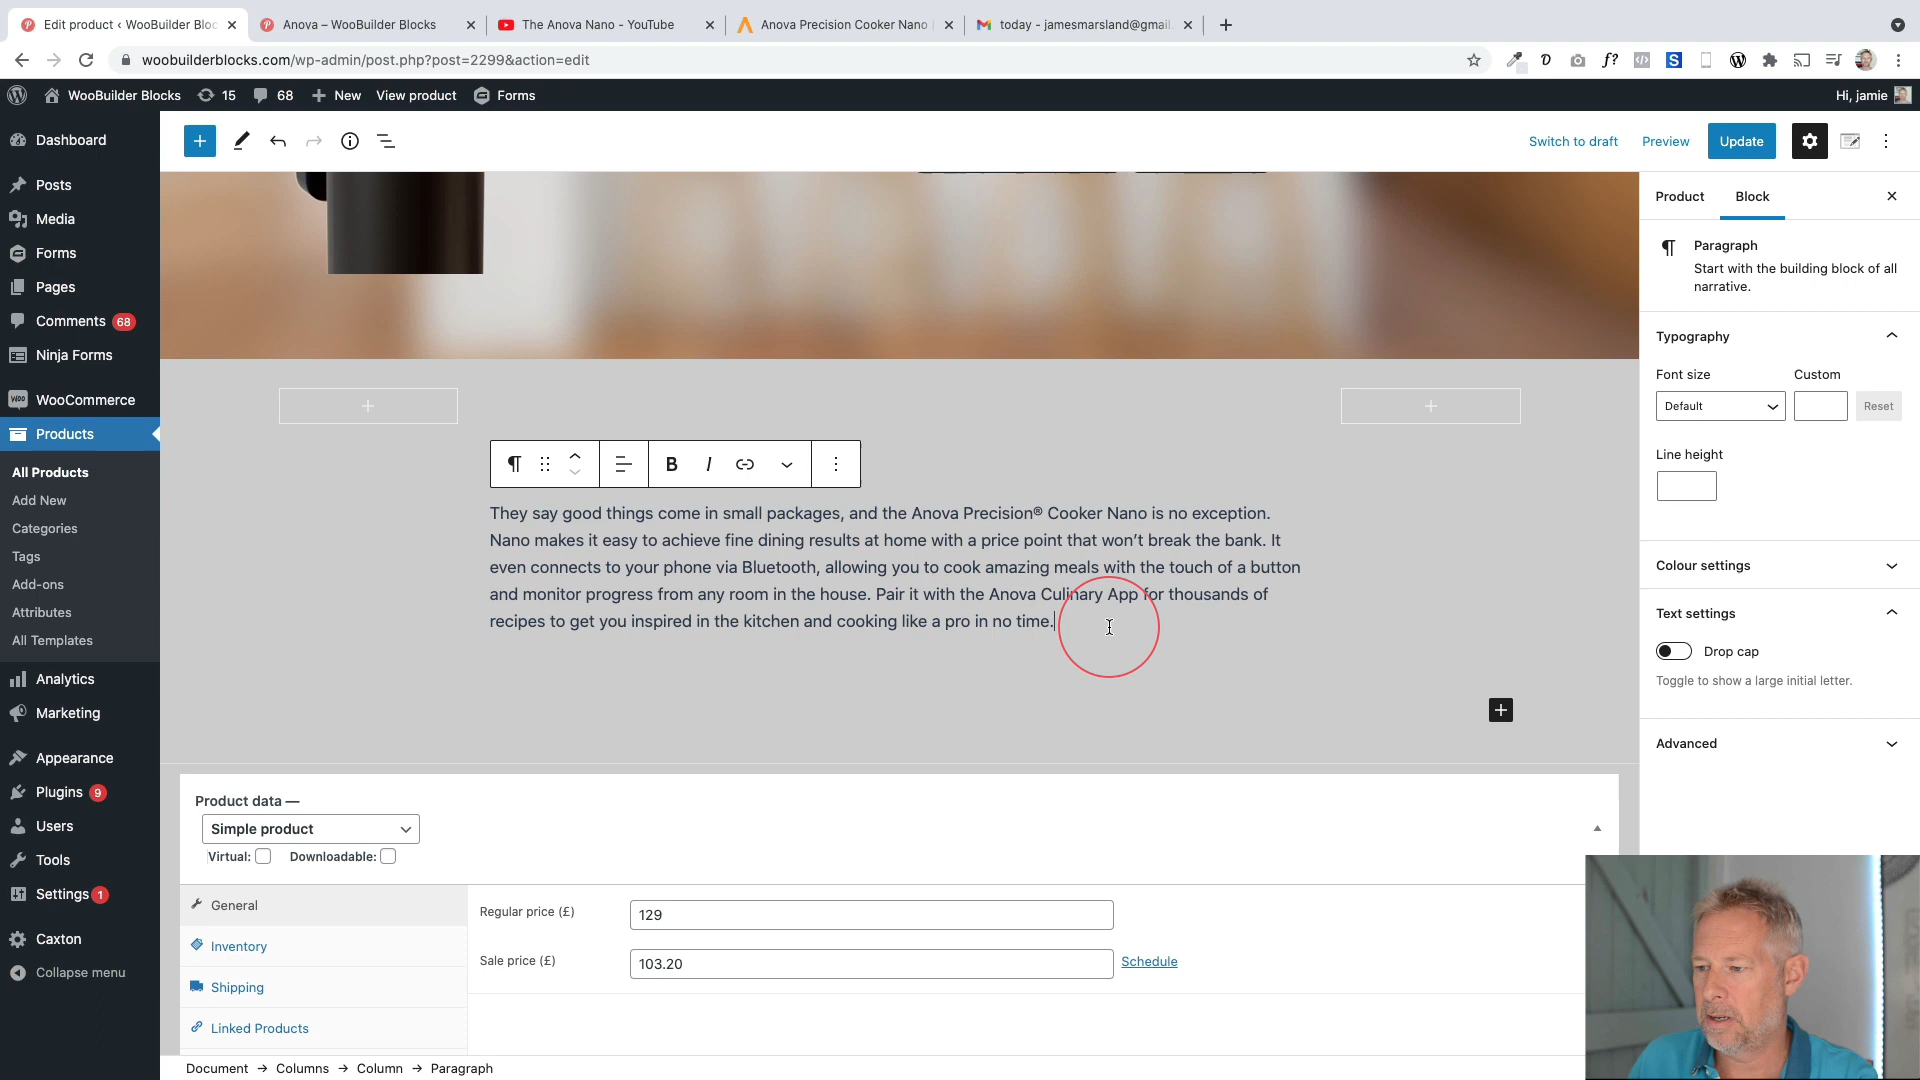 Edit product ‹ WooBuilder Bloc
Anova – WooBuilder Blocks
The Anova Nano - YouTube
Anova Precision Cooker Nano
today - jamesmarsland@gmail.
woobuilderblocks.com/wp-admin/post.php?post=2299&action=edit
WooBuilder Blocks
15
68
New
View product
Forms
Hi, jamie
Dashboard
Posts
Media
Forms
Pages
Comments 68
Ninja Forms
WooCommerce
Products
All Products
Add New
Categories
Tags
Add-ons
Attributes
All Templates
Analytics
Marketing
Appearance
Plugins 9
Users
Tools
Settings 1
Caxton
Collapse menu
Switch to draft
Preview
Update
They say good things come in small packages, and the Anova Precision® Cooker Nano is no exception.
Nano makes it easy to achieve fine dining results at home with a price point that won’t break the bank. It
even connects to your phone via Bluetooth, allowing you to cook amazing meals with the touch of a button
and monitor progress from any room in the house. Pair it with the Anova Culinary App for thousands of
recipes to get you inspired in the kitchen and cooking like a pro in no time.
Product data —
Simple product
Virtual:
Downloadable:
General
Inventory
Shipping
Linked Products
Regular price (£)
129
Sale price (£)
103.20
Schedule
Document → Columns → Column → Paragraph
Product
Block
Paragraph
Start with the building block of all
narrative.
Typography
Font size
Custom
Default
Reset
Line height
Colour settings
Text settings
Drop cap
Toggle to show a large initial letter.
Advanced